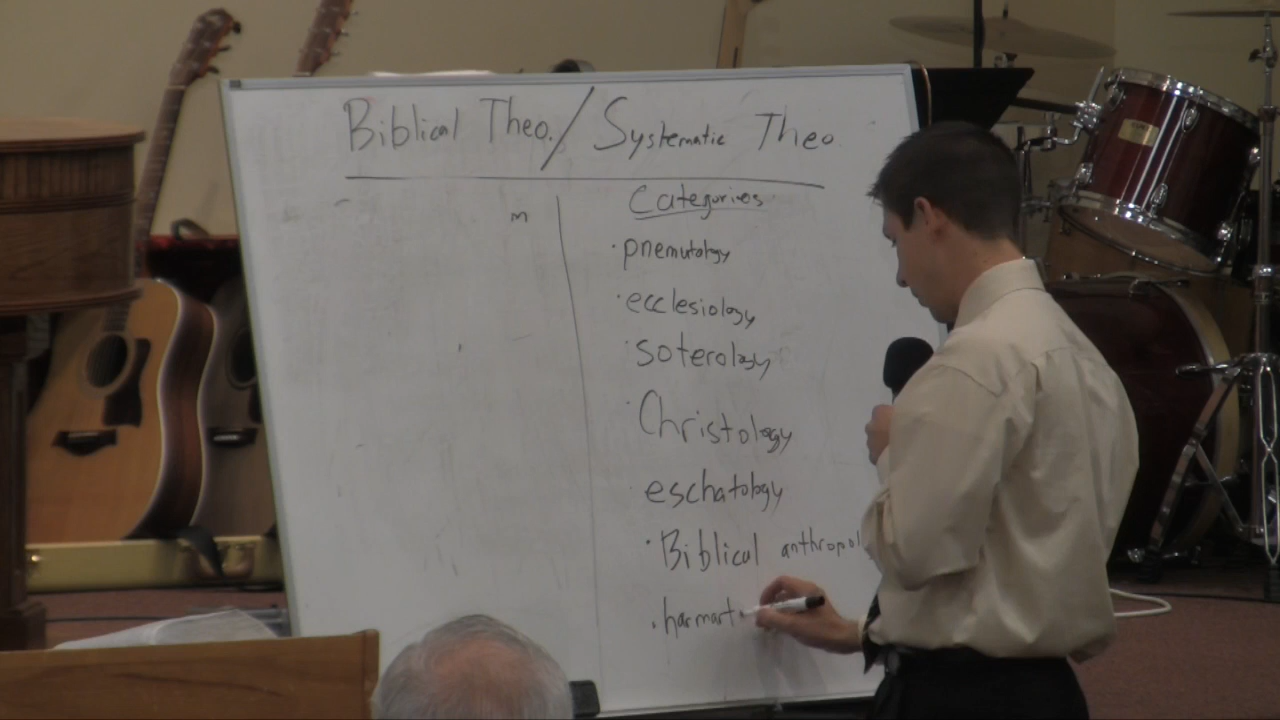 Biblical Theo. / Systematic Theo.
Categories
m
· pnemutology
· ecclesiology
· soterology
· Christology
eschatology
· Biblical anthropol
· harmart